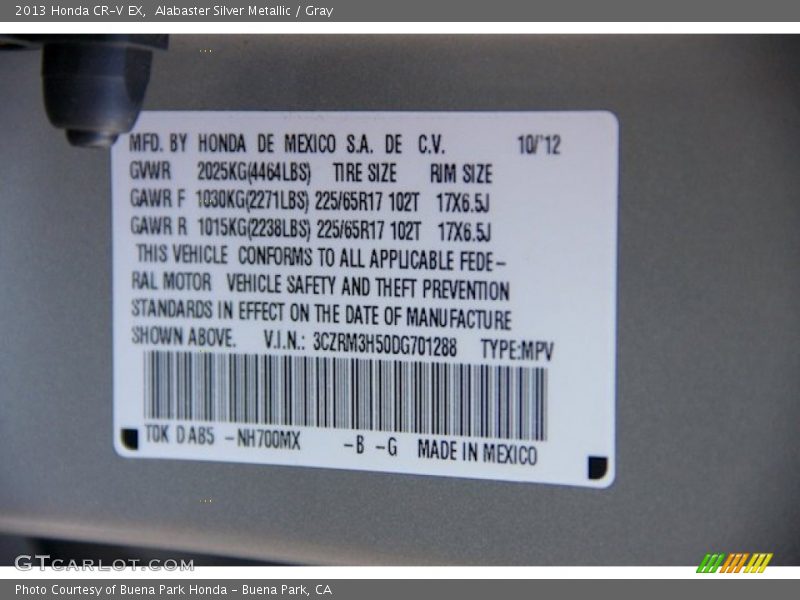 2013 Honda CR-V EX,  Alabaster Silver Metallic / Gray
MFD. BY HONDA DE MEXICO S.A. DE C.V. 10/'12
GVWR 2025KG(4464LBS) TIRE SIZE RIM SIZE
GAWR F 1030KG(2271LBS) 225/65R17 102T 17X6.5J
GAWR R 1015KG(2238LBS) 225/65R17 102T 17X6.5J
THIS VEHICLE CONFORMS TO ALL APPLICABLE FEDE-
RAL MOTOR VEHICLE SAFETY AND THEFT PREVENTION
STANDARDS IN EFFECT ON THE DATE OF MANUFACTURE
SHOWN ABOVE. V.I.N.: 3CZRM3H50DG701288 TYPE:MPV
TOK DAB5 -NH700MX -B -G MADE IN MEXICO
GTCARLOT.COM
Photo Courtesy of Buena Park Honda - Buena Park, CA